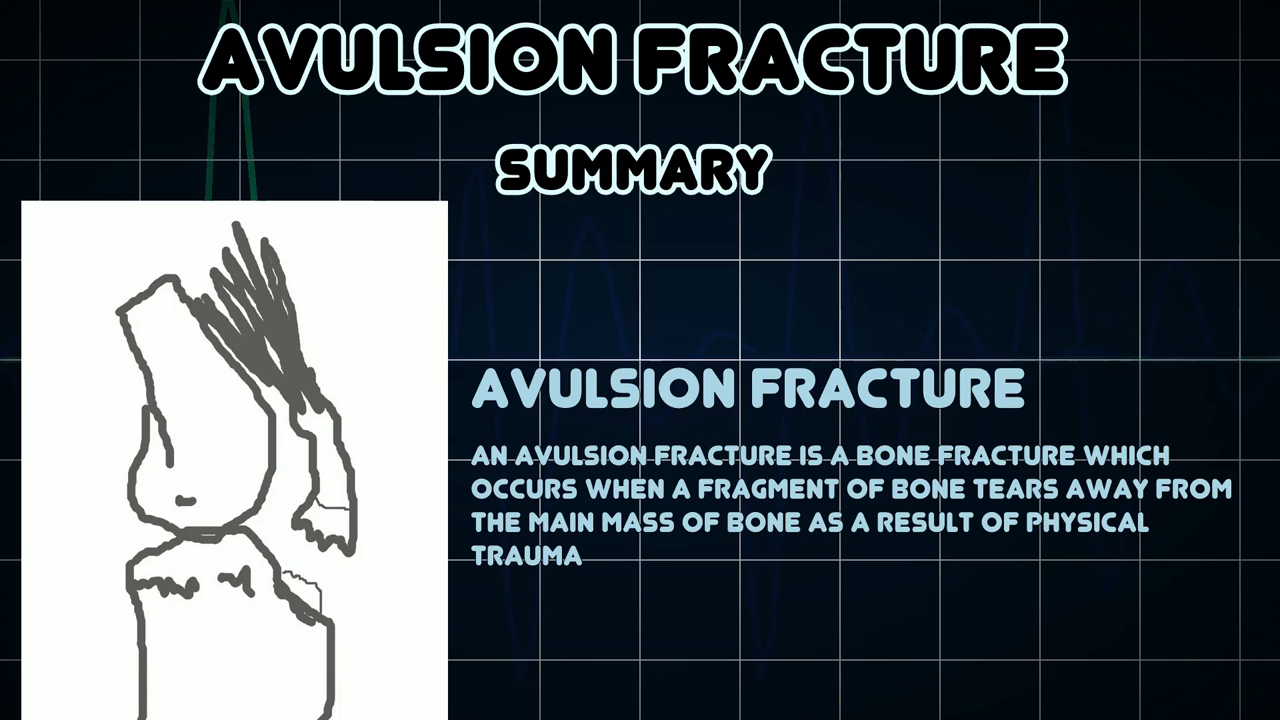 AVULSION FRACTURE
SUMMARY
AVULSION FRACTURE
AN AVULSION FRACTURE IS A BONE FRACTURE WHICH
OCCURS WHEN A FRAGMENT OF BONE TEARS AWAY FROM
THE MAIN MASS OF BONE AS A RESULT OF PHYSICAL
TRAUMA